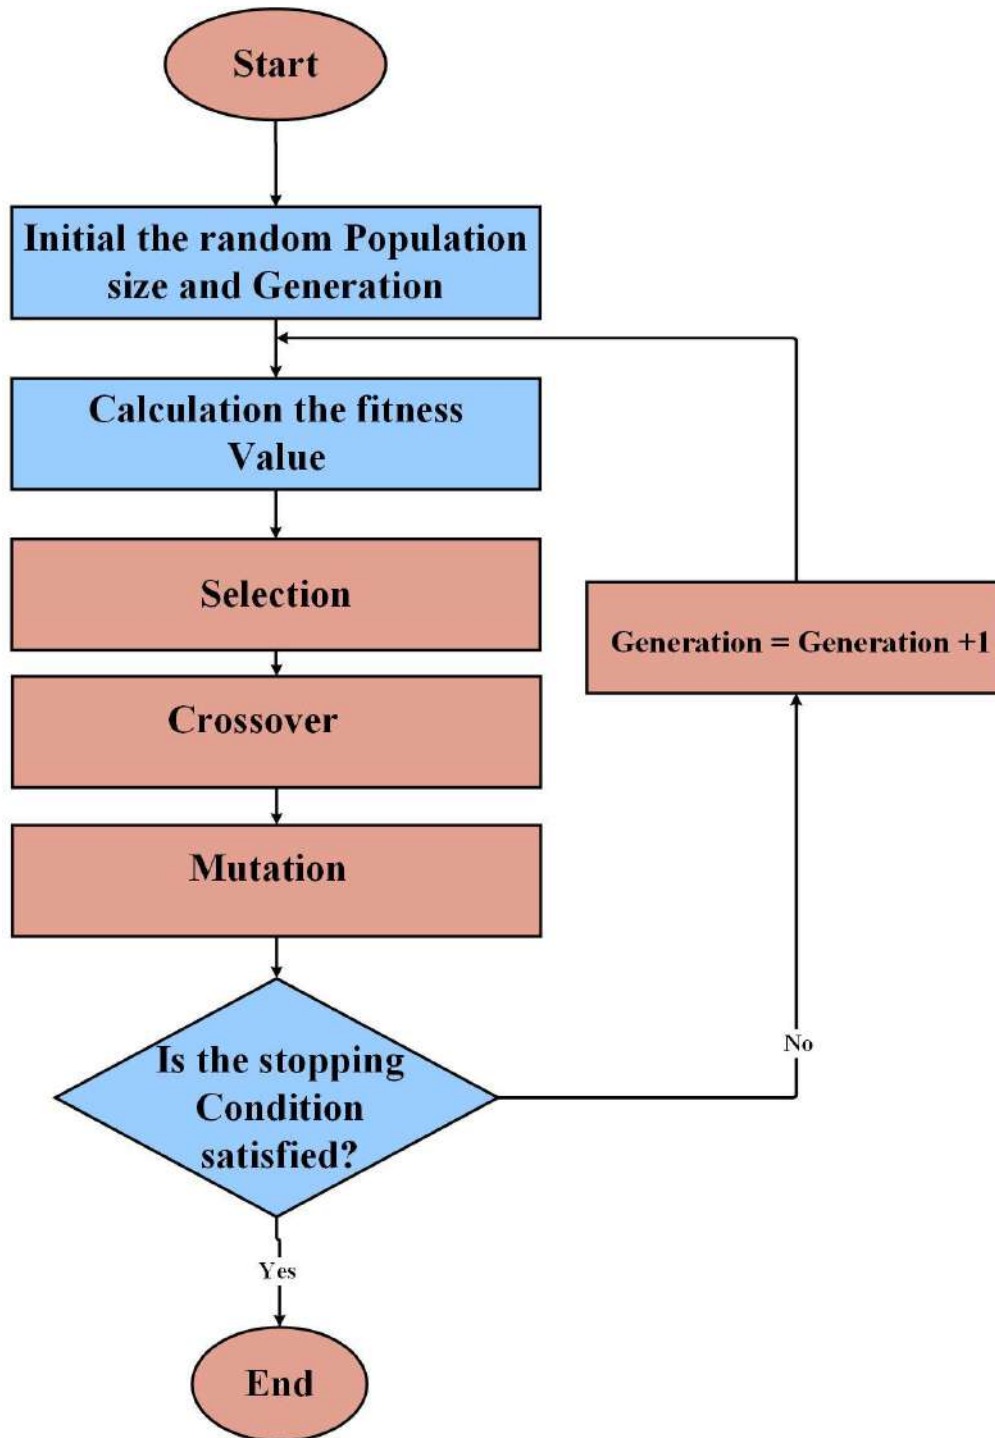 Start
Initial the random Population
size and Generation
Calculation the fitness
Value
Selection
Generation = Generation +1
Crossover
Mutation
Is the stopping
Condition
satisfied?
No
Yes
End